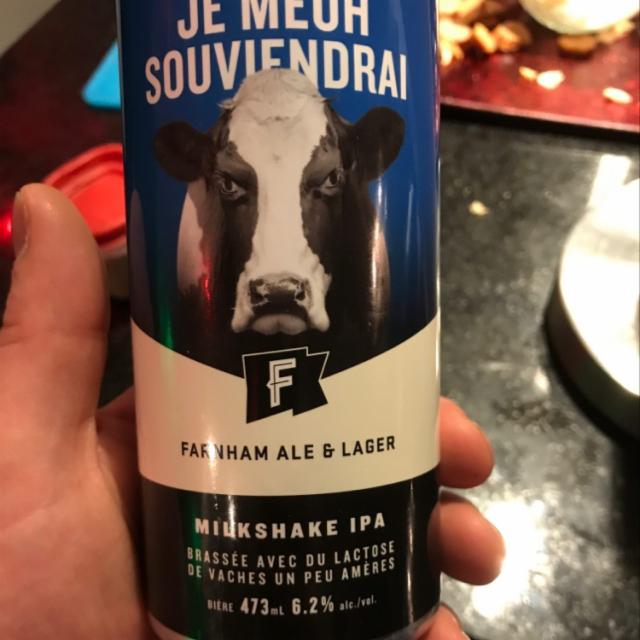 JE MEUH
SOUVIENDRAI
F
FARNHAM ALE & LAGER
MILKSHAKE IPA
BRASSÉE AVEC DU LACTOSE
DE VACHES UN PEU AMÈRES
BIÈRE 473mL 6.2% alc./vol.